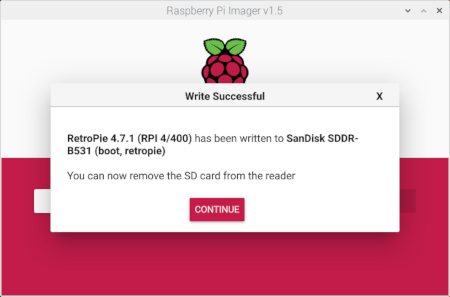 Raspberry Pi Imager v1.5
Write Successful
X
RetroPie 4.7.1 (RPI 4/400) has been written to SanDisk SDDR-
B531 (boot, retropie)
You can now remove the SD card from the reader
CONTINUE